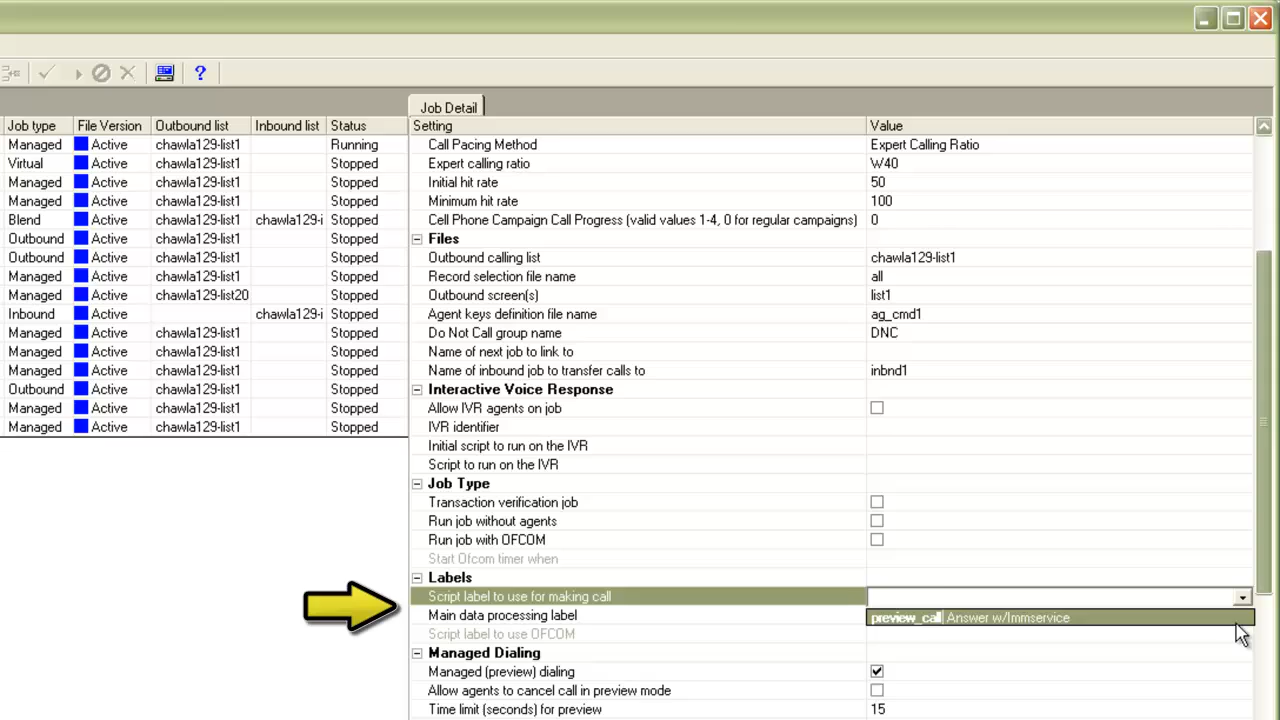 Job Detail
Job type File Version Outbound list Inbound list Status Setting Value
Managed Active chawla129-list1 Running Call Pacing Method Expert Calling Ratio
Virtual Active chawla129-list1 Stopped Expert calling ratio W40
Managed Active chawla129-list1 Stopped Initial hit rate 50
Managed Active chawla129-list1 Stopped Minimum hit rate 100
Blend Active chawla129-list1 chawla129-i Stopped Cell Phone Campaign Call Progress (valid values 1-4, 0 for regular campaigns) 0
Outbound Active chawla129-list1 Stopped Files
Outbound Active chawla129-list1 Stopped Outbound calling list chawla129-list1
Managed Active chawla129-list1 Stopped Record selection file name all
Managed Active chawla129-list20 Stopped Outbound screen(s) list1
Inbound Active chawla129-i Stopped Agent keys definition file name ag_cmd1
Managed Active chawla129-list1 Stopped Do Not Call group name DNC
Managed Active chawla129-list1 Stopped Name of next job to link to
Managed Active chawla129-list1 Stopped Name of inbound job to transfer calls to inbnd1
Outbound Active chawla129-list1 Stopped Interactive Voice Response
Managed Active chawla129-list1 Stopped Allow IVR agents on job
Managed Active chawla129-list1 Stopped IVR identifier
Initial script to run on the IVR
Script to run on the IVR
Job Type
Transaction verification job
Run job without agents
Run job with OFCOM
Start Ofcom timer when
Labels
Script label to use for making call
Main data processing label preview_call Answer w/Immservice
Script label to use OFCOM
Managed Dialing
Managed (preview) dialing
Allow agents to cancel call in preview mode
Time limit (seconds) for preview 15